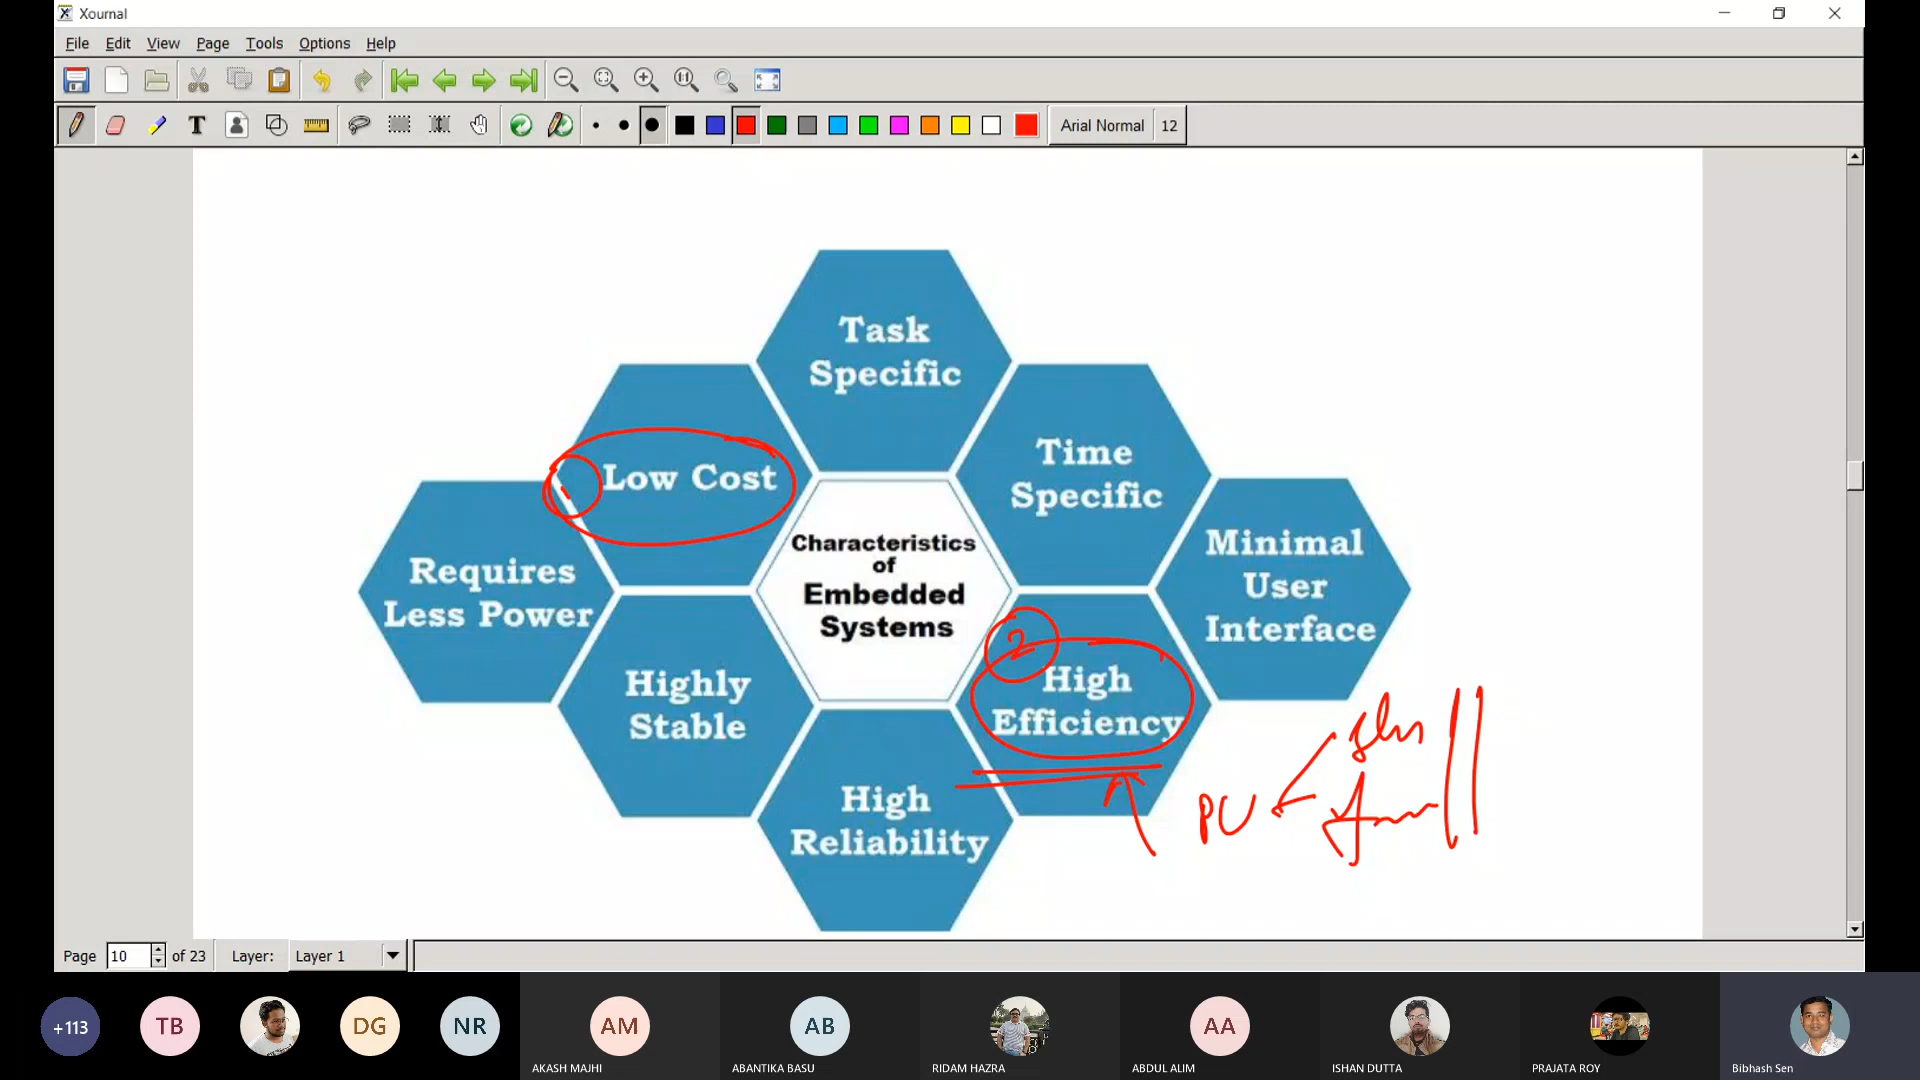 Xournal
File Edit View Page Tools Options Help
T Arial Normal 12
Task
Specific
Low Cost
Time
Specific
Requires
Less Power
Characteristics
of
Embedded
Systems
Minimal
User
Interface
Highly
Stable
2
High
Efficiency
High
Reliability
PU
Page 10 of 23 Layer: Layer 1
+113 TB DG NR AM AB AA
AKASH MAJHI ABANTIKA BASU RIDAM HAZRA ABDUL ALIM ISHAN DUTTA PRAJATA ROY Bibhash Sen